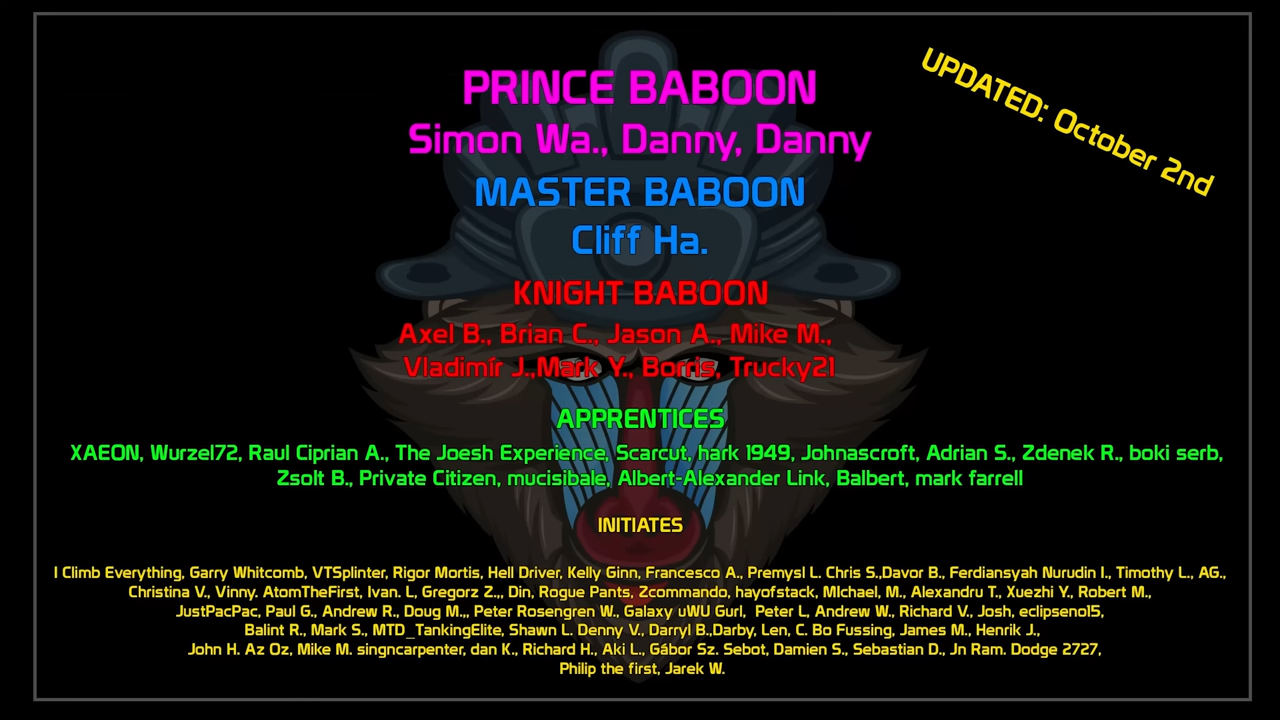 PRINCE BABOON
UPDATED: October 2nd
Simon Wa., Danny, Danny
MASTER BABOON
Cliff Ha.
KNIGHT BABOON
Axel B., Brian C., Jason A., Mike M.,
Vladimír J.,Mark Y., Borris, Trucky21
APPRENTICES
XAEON, Wurzel72, Raul Ciprian A., The Joesh Experience, Scarcut, hark 1949, Johnascroft, Adrian S., Zdenek R., boki serb,
Zsolt B., Private Citizen, mucisibale, Albert-Alexander Link, Balbert, mark farrell
INITIATES
I Climb Everything, Garry Whitcomb, VTSplinter, Rigor Mortis, Hell Driver, Kelly Ginn, Francesco A., Premysl L. Chris S.,Davor B., Ferdiansyah Nurudin I., Timothy L., AG.,
Christina V., Vinny. AtomTheFirst, Ivan. L, Gregorz Z.,, Din, Rogue Pants, Zcommando, hayofstack, MIchael, M., Alexandru T., Xuezhi Y., Robert M.,
JustPacPac, Paul G., Andrew R., Doug M.,, Peter Rosengren W., Galaxy uWU Gurl, Peter L, Andrew W., Richard V., Josh, eclipseno15,
Balint R., Mark S., MTD_TankingElite, Shawn L. Denny V., Darryl B.,Darby, Len, C. Bo Fussing, James M., Henrik J.,
John H. Az Oz, Mike M. singncarpenter, dan K., Richard H., Aki L., Gábor Sz. Sebot, Damien S., Sebastian D., Jn Ram. Dodge 2727,
Philip the first, Jarek W.